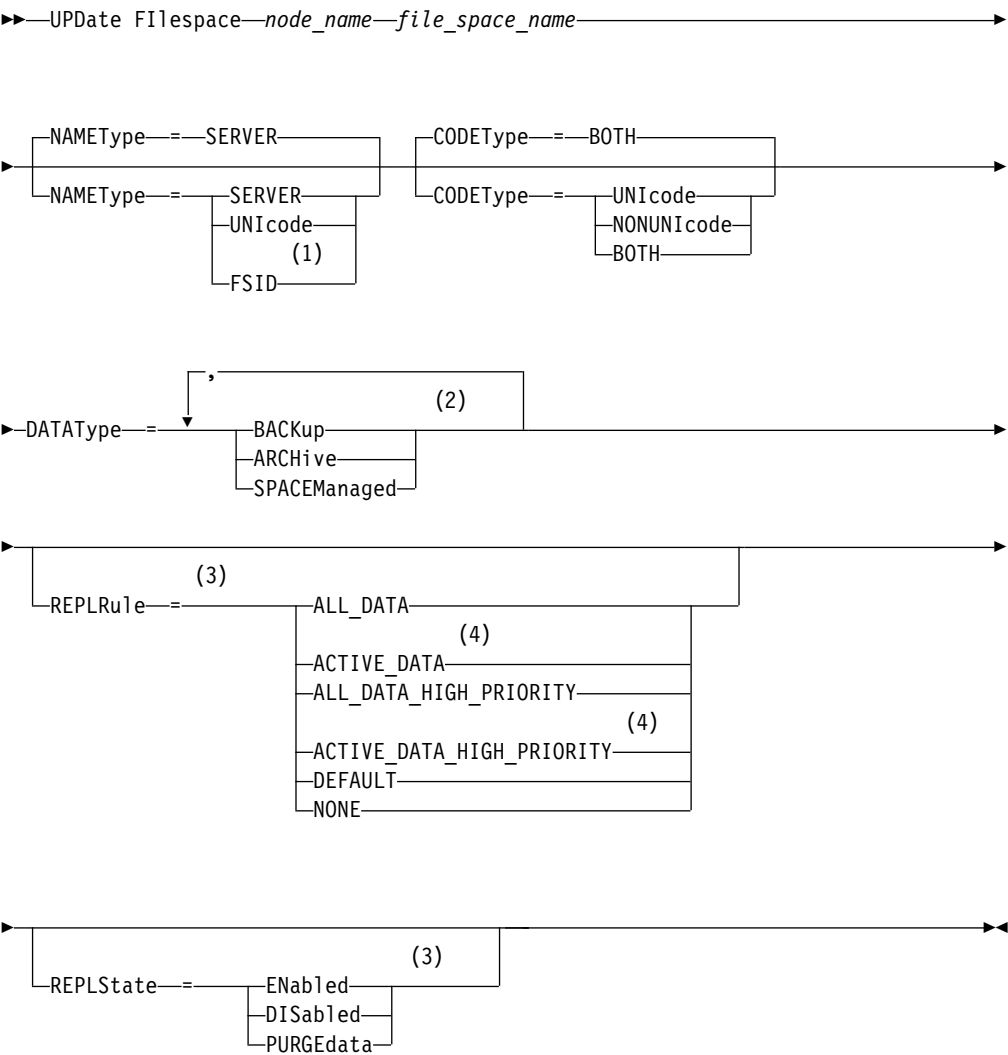 UPDate FIlespace node_name file_space_name
NAMEType = SERVER
CODEType = BOTH
NAMEType = SERVER
UNIcode
(1)
FSID
CODEType = UNIcode
NONUNIcode
BOTH
,
(2)
DATAType = BACKup
ARCHive
SPACEManaged
(3)
REPLRule = ALL_DATA
(4)
ACTIVE_DATA
ALL_DATA_HIGH_PRIORITY
(4)
ACTIVE_DATA_HIGH_PRIORITY
DEFAULT
NONE
(3)
REPLState = ENabled
DISabled
PURGEdata